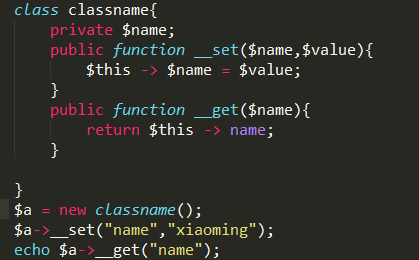 class classname{
    private $name;
    public function __set($name,$value){
        $this -> $name = $value;
    }
    public function __get($name){
        return $this -> name;
    }
}
$a = new classname();
$a->__set("name","xiaoming");
echo $a->__get("name");